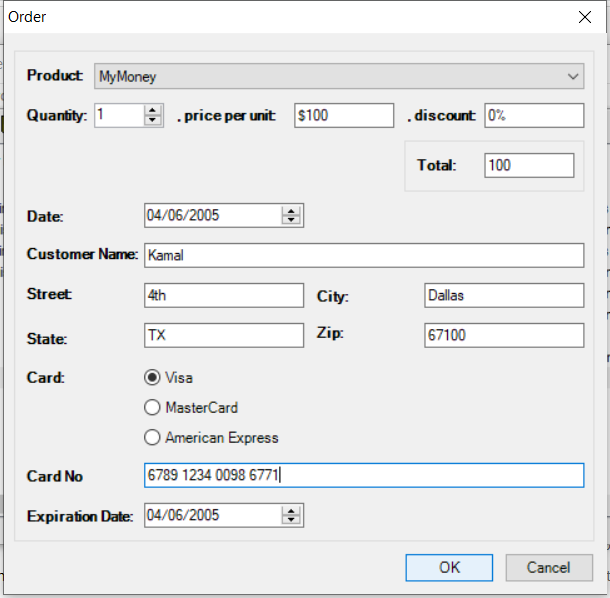 Order
Product: MyMoney
Quantity: 1 . price per unit: $100 . discount: 0%
Total: 100
Date: 04/06/2005
Customer Name: Kamal
Street: 4th City: Dallas
State: TX Zip: 67100
Card: Visa
MasterCard
American Express
Card No 6789 1234 0098 6771
Expiration Date: 04/06/2005
OK Cancel